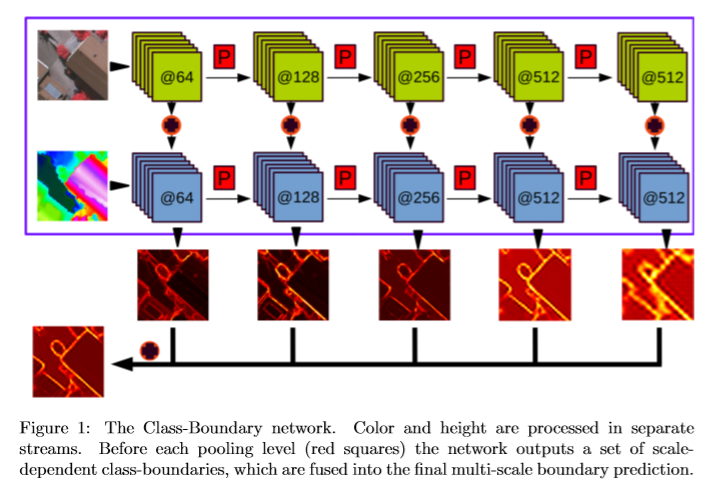 @64 P @128 P @256 P @512 P @512
@64 P @128 P @256 P @512 P @512
Figure 1: The Class-Boundary network. Color and height are processed in separate
streams. Before each pooling level (red squares) the network outputs a set of scale-
dependent class-boundaries, which are fused into the final multi-scale boundary prediction.